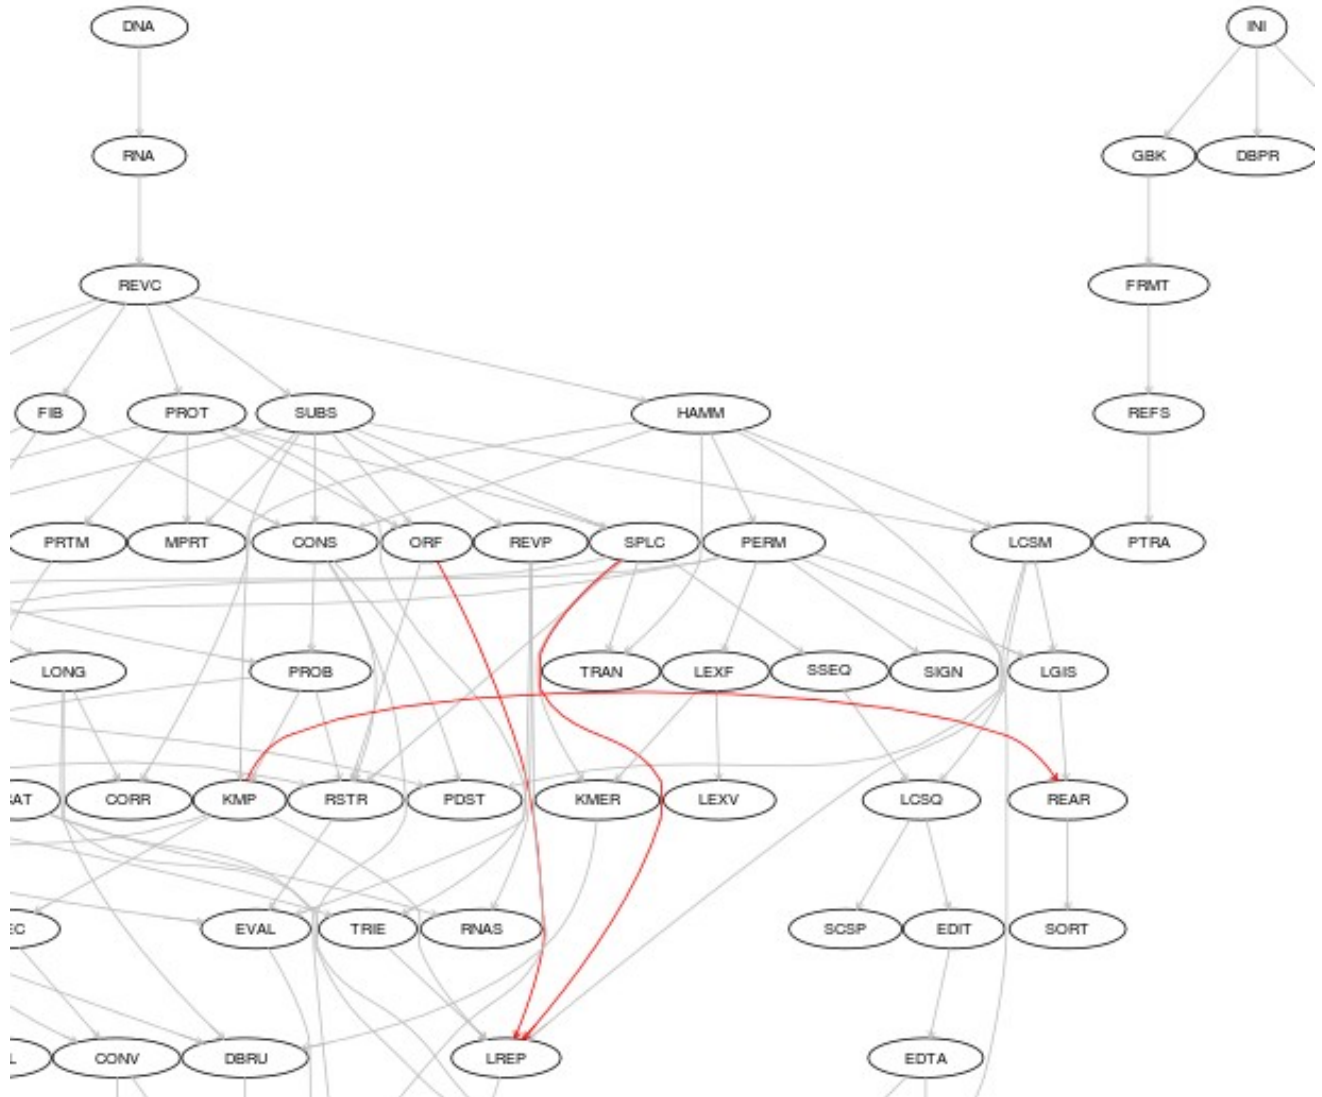 DNA INI
RNA GBK DBPR
REVC FRMT
FIB PROT SUBS HAMM REFS
PRTM MPRT CONS ORF REVP SPLC PERM LCSM PTRA
LONG PROB TRAN LEXF SSEQ SIGN LGIS
AT CORR KMP RSTR PDST KMER LEXV LCSQ REAR
EC EVAL TRIE RNAS SCSP EDIT SORT
L CONV DBRU LREP EDTA